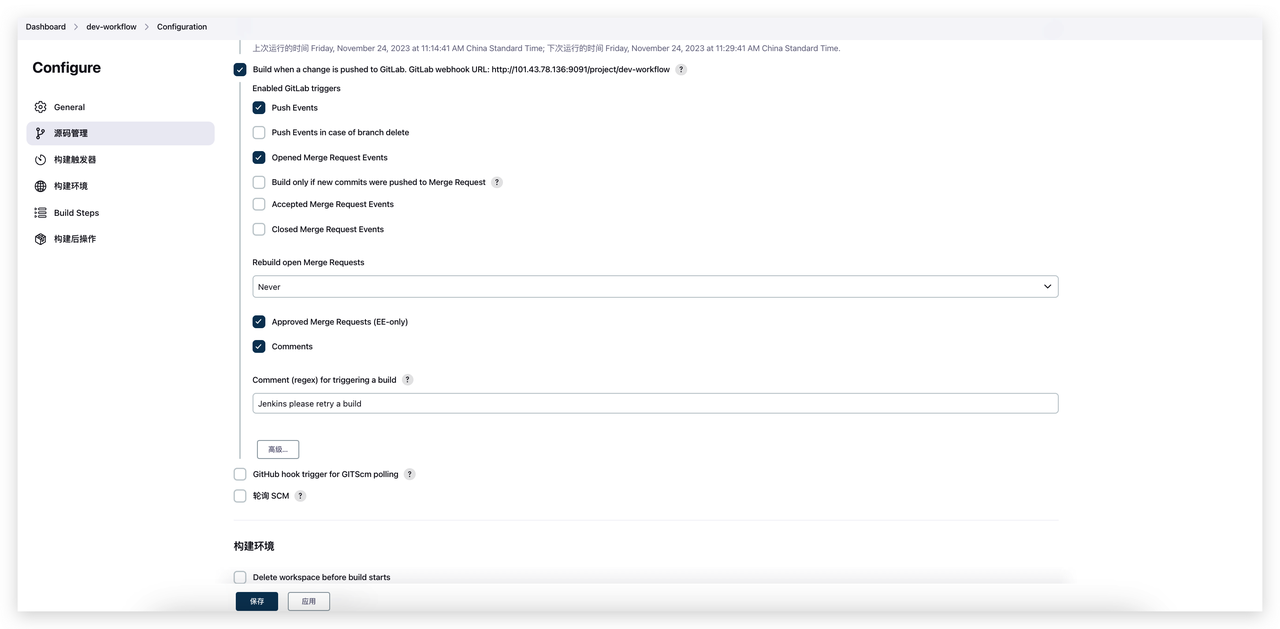 Dashboard > dev-workflow > Configuration
Configure
General
源码管理
构建触发器
构建环境
Build Steps
构建后操作
上次运行的时间 Friday, November 24, 2023 at 11:14:41 AM China Standard Time; 下次运行的时间 Friday, November 24, 2023 at 11:29:41 AM China Standard Time.
Build when a change is pushed to GitLab. GitLab webhook URL: http://101.43.78.136:9091/project/dev-workflow ?
Enabled GitLab triggers
Push Events
Push Events in case of branch delete
Opened Merge Request Events
Build only if new commits were pushed to Merge Request ?
Accepted Merge Request Events
Closed Merge Request Events
Rebuild open Merge Requests
Never
Approved Merge Requests (EE-only)
Comments
Comment (regex) for triggering a build ?
Jenkins please retry a build
高级...
GitHub hook trigger for GITScm polling ?
轮询 SCM ?
构建环境
Delete workspace before build starts
保存 应用